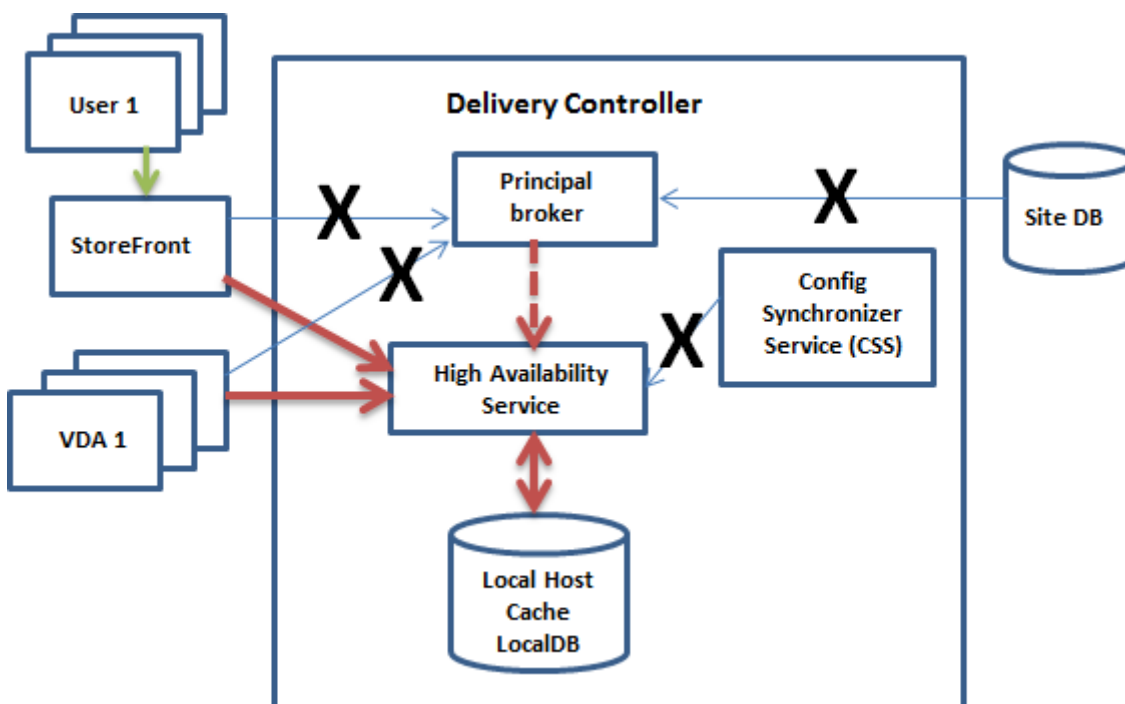 User 1
Delivery Controller
Principal
broker
X
X
StoreFront
Site DB
X
Config
Synchronizer
Service (CSS)
X
High Availability
Service
VDA 1
Local Host
Cache
LocalDB